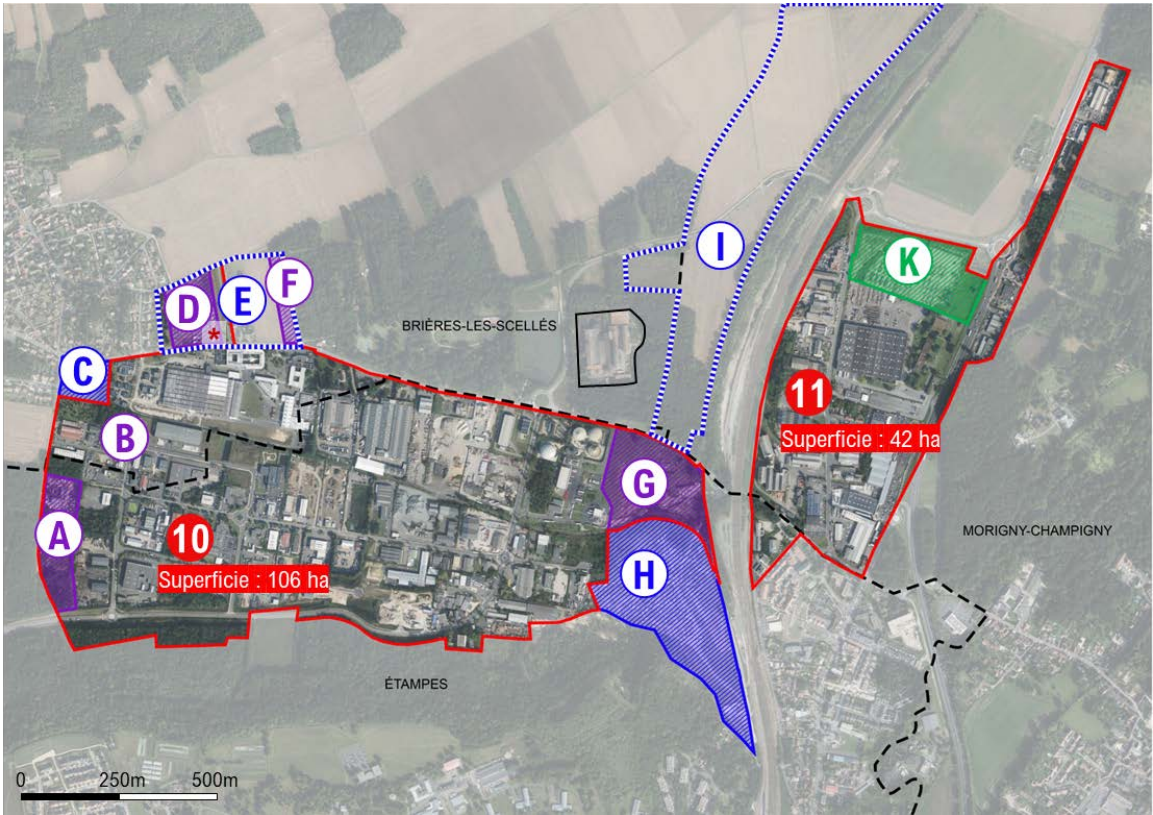 I
K
D
E
F
*
BRIÈRES-LES-SCELLÉS
C
11
B
Superficie : 42 ha
G
A
10
MORIGNY-CHAMPIGNY
Superficie : 106 ha
H
ÉTAMPES
0 250m 500m